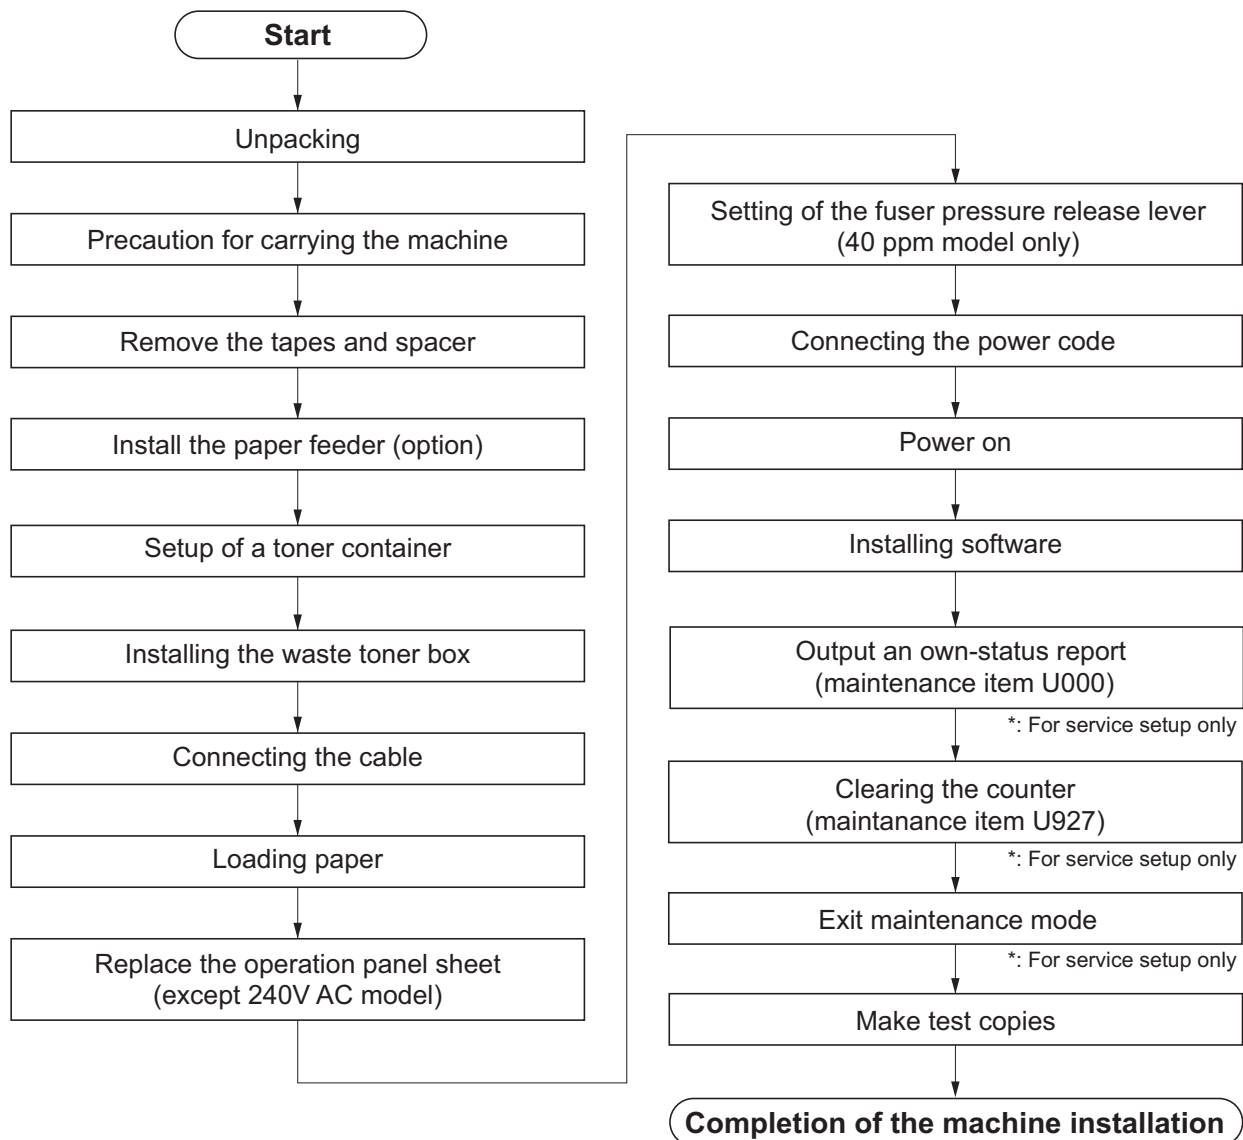 Start
Unpacking
Precaution for carrying the machine
Remove the tapes and spacer
Install the paper feeder (option)
Setup of a toner container
Installing the waste toner box
Connecting the cable
Loading paper
Replace the operation panel sheet
(except 240V AC model)
Setting of the fuser pressure release lever
(40 ppm model only)
Connecting the power code
Power on
Installing software
Output an own-status report
(maintenance item U000)
*: For service setup only
Clearing the counter
(maintanance item U927)
*: For service setup only
Exit maintenance mode
*: For service setup only
Make test copies
Completion of the machine installation